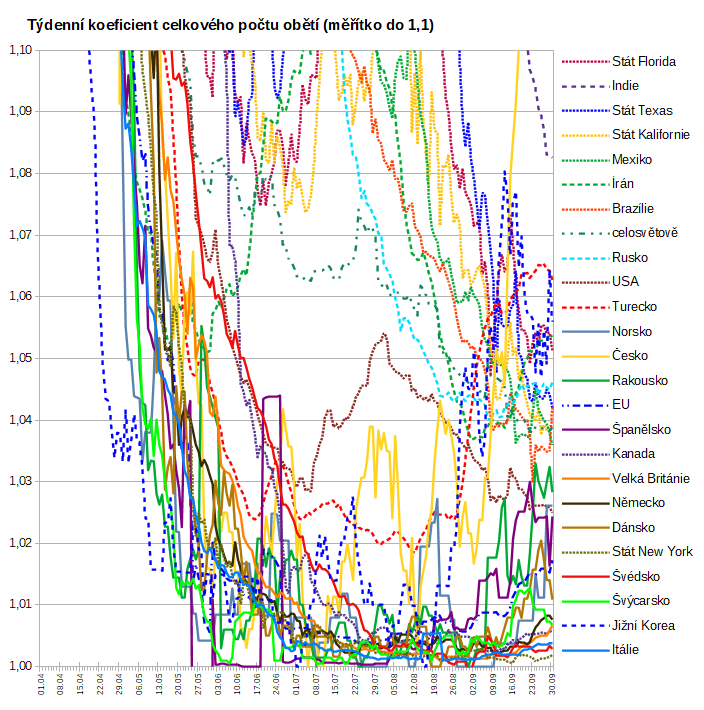 Týdenní koeficient celkového počtu obětí (měřítko do 1,1)
1,10
1,09
1,08
1,07
1,06
1,05
1,04
1,03
1,02
1,01
1,00
01.04
08.04
15.04
22.04
29.04
06.05
13.05
20.05
27.05
03.06
10.06
17.06
24.06
01.07
08.07
15.07
22.07
29.07
05.08
12.08
19.08
26.08
02.09
09.09
16.09
23.09
30.09
Stát Florida
Indie
Stát Texas
Stát Kalifornie
Mexiko
Írán
Brazílie
celosvětově
Rusko
USA
Turecko
Norsko
Česko
Rakousko
EU
Španělsko
Kanada
Velká Británie
Německo
Dánsko
Stát New York
Švédsko
Švýcarsko
Jižní Korea
Itálie